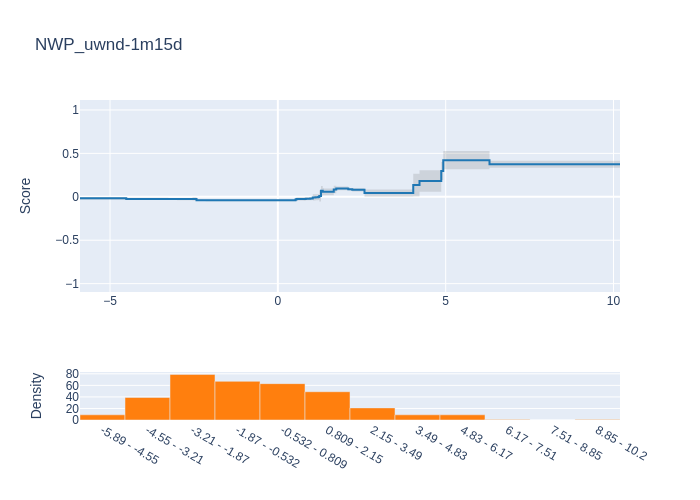 NWP_uwnd-1m15d
1
0.5
0
−0.5
−1
Score
−5
0
5
10
80
60
40
20
0
Density
-5.89 - -4.55
-4.55 - -3.21
-3.21 - -1.87
-1.87 - -0.532
-0.532 - 0.809
0.809 - 2.15
2.15 - 3.49
3.49 - 4.83
4.83 - 6.17
6.17 - 7.51
7.51 - 8.85
8.85 - 10.2